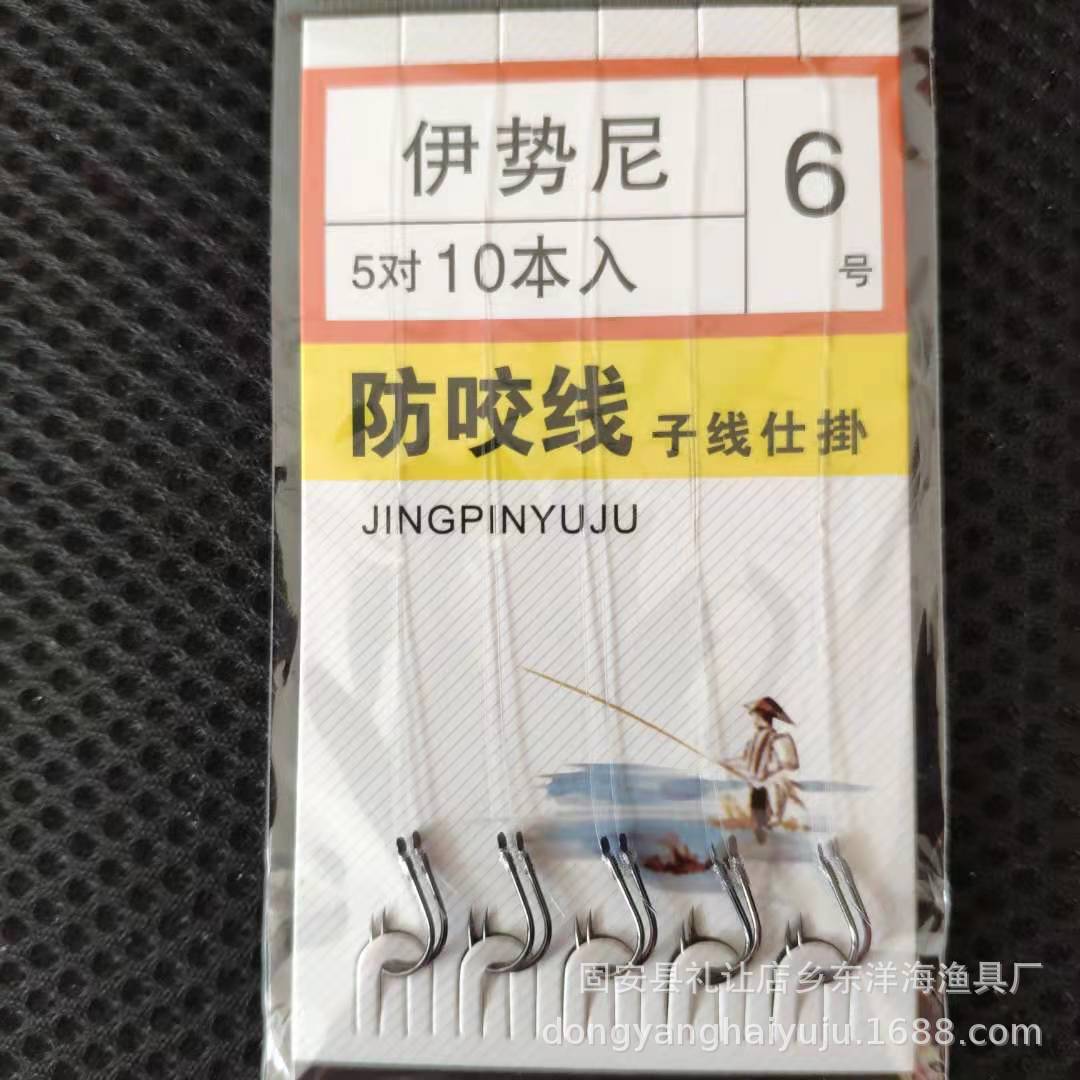 伊势尼
6
5对10本入
号
防咬线 子线仕掛
JINGPINYUJU
固安县礼让店乡东洋海渔具厂
dongyanghaiyuju.1688.com